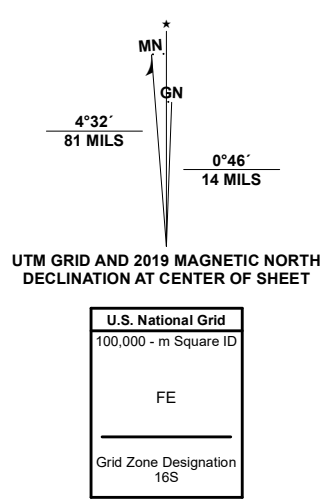 MN
GN
4°32´
81 MILS
0°46´
14 MILS
UTM GRID AND 2019 MAGNETIC NORTH
DECLINATION AT CENTER OF SHEET
U.S. National Grid
100,000 - m Square ID
FE
Grid Zone Designation
16S